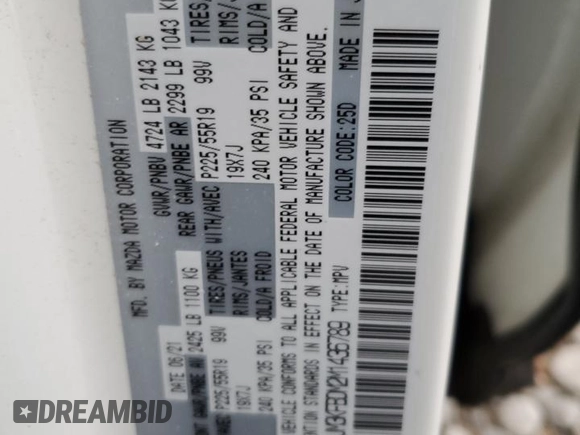 MFD. BY MAZDA MOTOR CORPORATION
DATE 06/21 GVWR/PNBV 4724 LB 2143 KG
GAWR/PNBE AV 2425 LB 1100 KG REAR GAWR/PNBE AR 2299 LB 1043
TIRES/PNEUS WITH/AVEC P225/55R19 99V TIRES/
P225/55R19 99V RIMS/JANTES 19X7J RIMS/
19X7J COLD/A FROID 240 KPA/35 PSI COLD/A
240 KPA/35 PSI
VEHICLE CONFORMS TO ALL APPLICABLE FEDERAL MOTOR VEHICLE SAFETY AND
STANDARDS IN EFFECT ON THE DATE OF MANUFACTURE SHOWN ABOVE.
TYPE:MPV COLOR CODE:25D MADE IN
DREAMBID